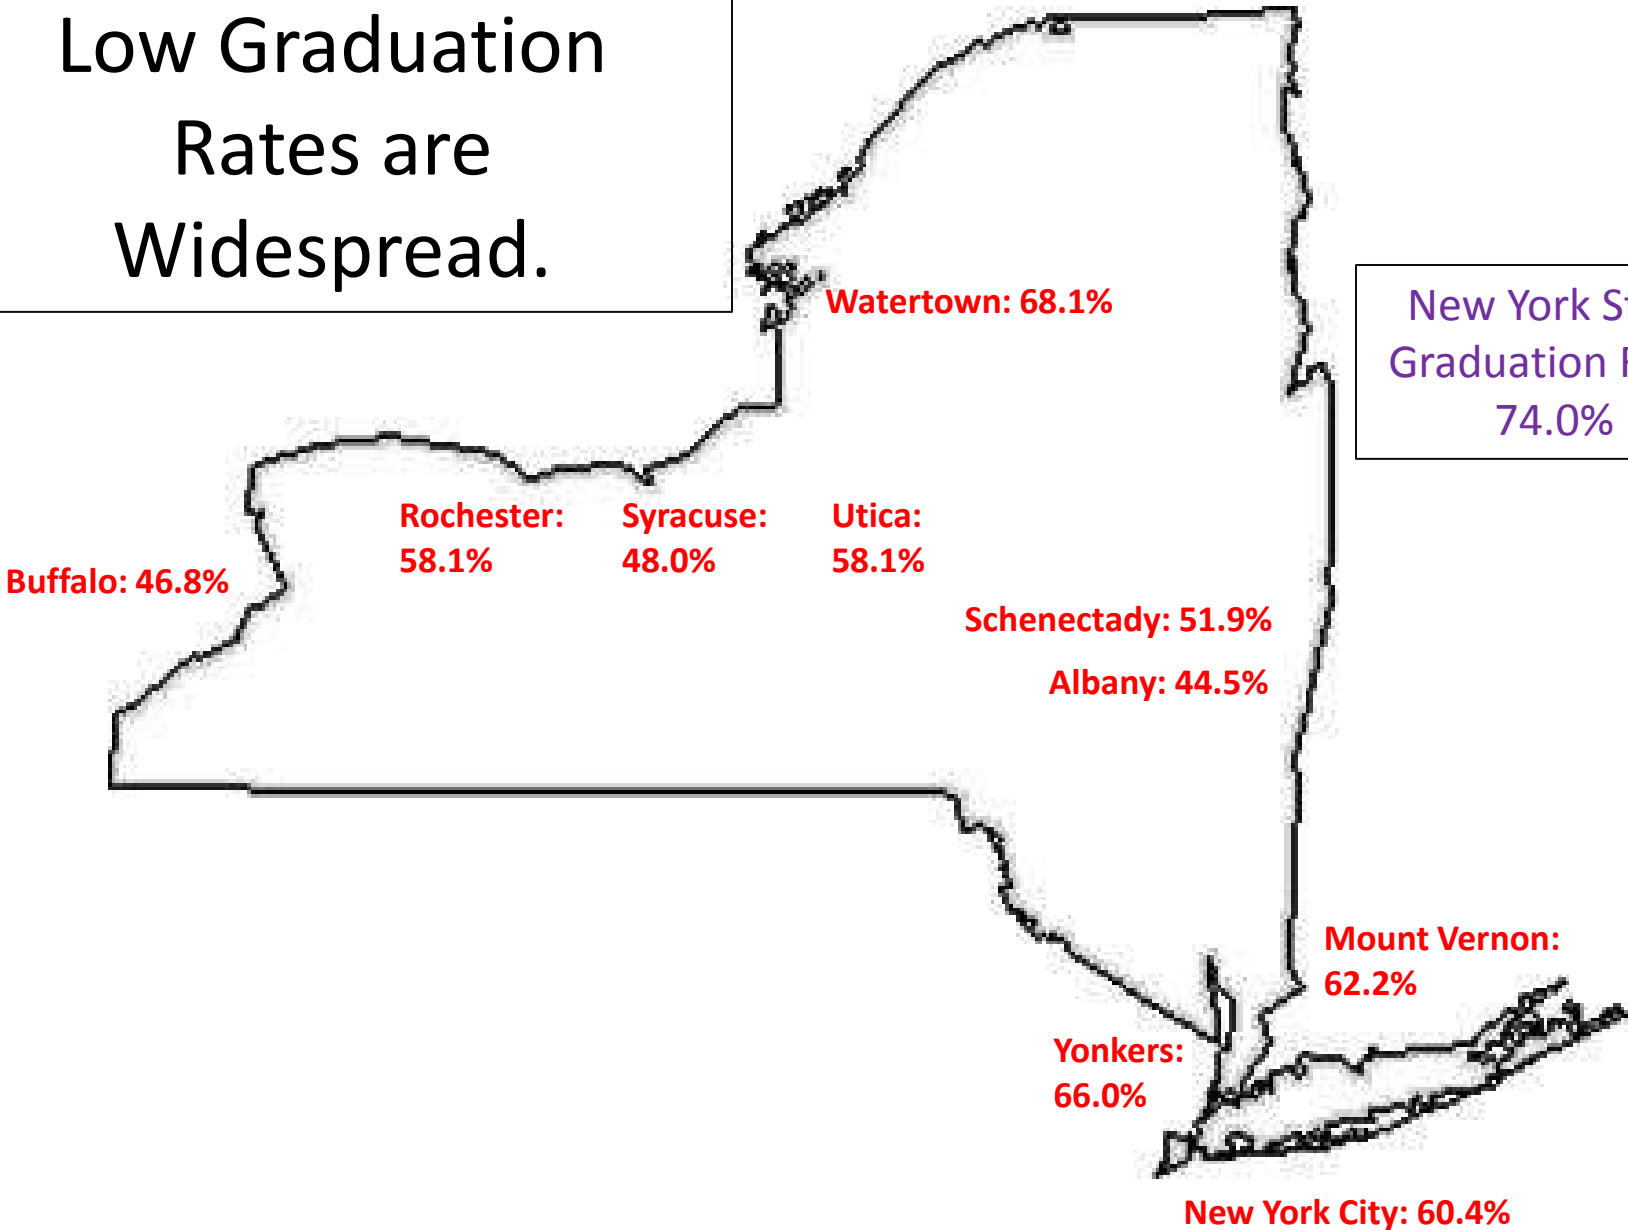 Low Graduation
Rates are
Widespread.
Watertown: 68.1%
New York
Graduation
74.0%
Rochester:
58.1%
Syracuse:
48.0%
Utica:
58.1%
Buffalo: 46.8%
Schenectady: 51.9%
Albany: 44.5%
Mount Vernon:
62.2%
Yonkers:
66.0%
New York City: 60.4%